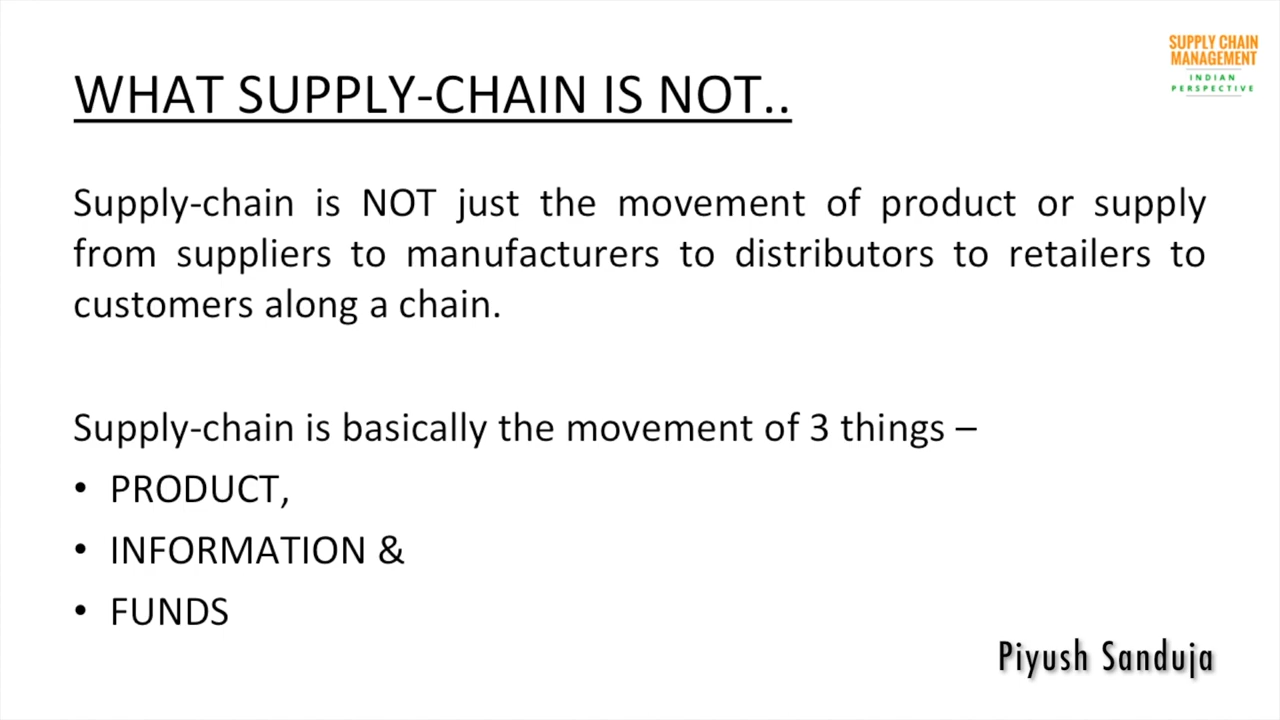 SUPPLY CHAIN
MANAGEMENT
INDIAN
PERSPECTIVE
WHAT SUPPLY-CHAIN IS NOT..
Supply-chain is NOT just the movement of product or supply
from suppliers to manufacturers to distributors to retailers to
customers along a chain.
Supply-chain is basically the movement of 3 things –
• PRODUCT,
• INFORMATION &
• FUNDS
Piyush Sanduja